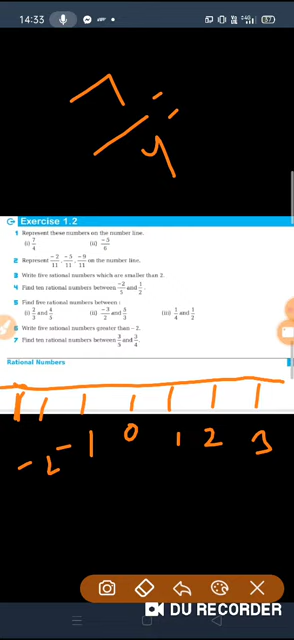 14:33
57
7
4
Exercise 1.2
1 Represent these numbers on the number line.
(i) 7/4 (ii) -5/6
2 Represent -2/11, -5/11, -9/11 on the number line.
3 Write five rational numbers which are smaller than 2.
4 Find ten rational numbers between -2/5 and 1/2.
5 Find five rational numbers between :
(i) 2/3 and 4/5 (ii) -3/2 and 5/3 (iii) 1/4 and 1/2
6 Write five rational numbers greater than −2.
7 Find ten rational numbers between 3/5 and 3/4.
Rational Numbers
-2 -1 0 1 2 3
DU RECORDER